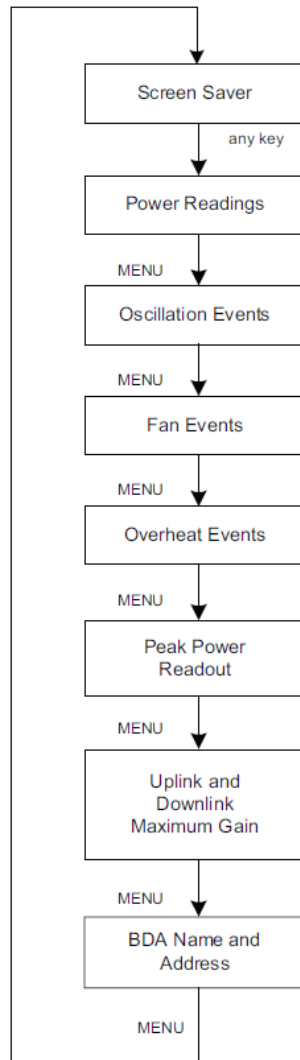 Screen Saver
any key
Power Readings
MENU
Oscillation Events
MENU
Fan Events
MENU
Overheat Events
MENU
Peak Power
Readout
MENU
Uplink and
Downlink
Maximum Gain
MENU
BDA Name and
Address
MENU